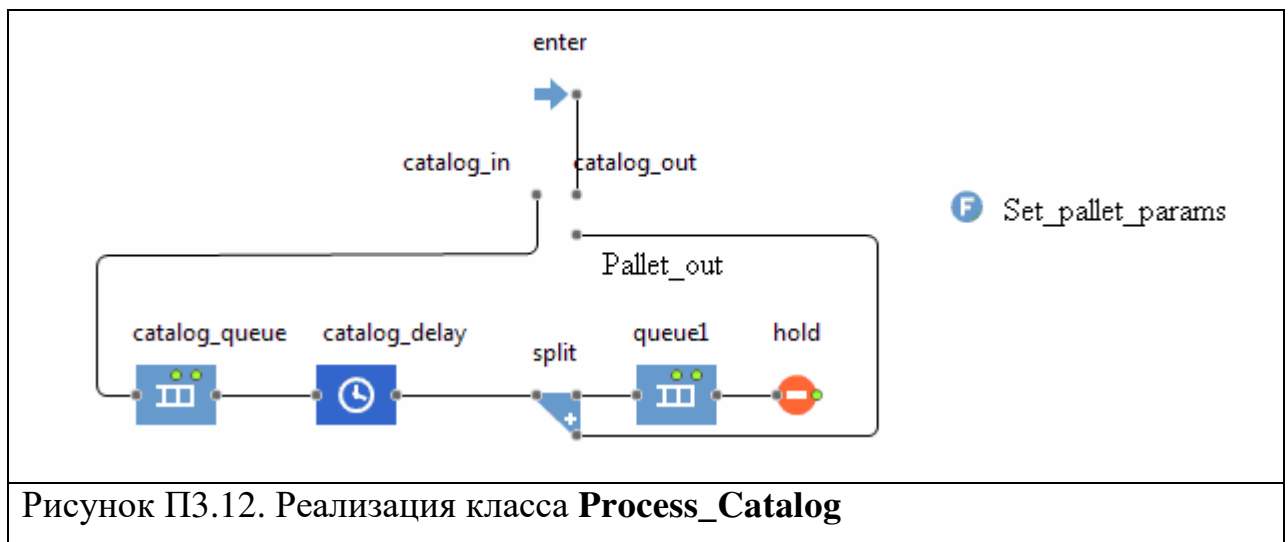 enter
catalog_in
catalog_out
F Set_pallet_params
Pallet_out
catalog_queue
catalog_delay
split
queue1
hold
Рисунок П3.12. Реализация класса Process_Catalog